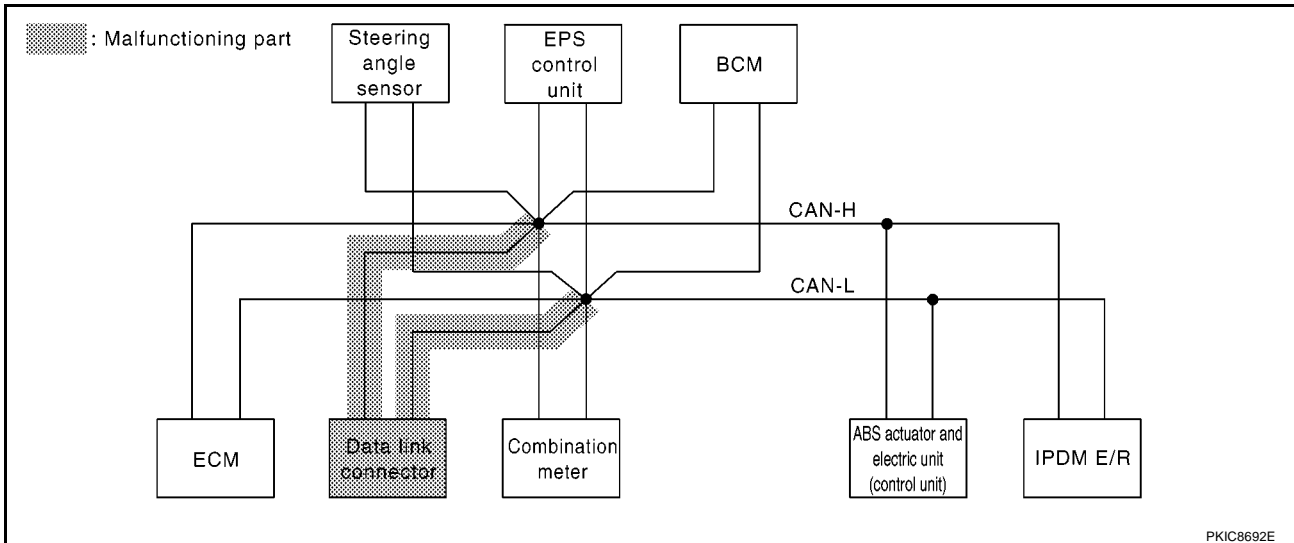 : Malfunctioning part
Steering
angle
sensor
EPS
control
unit
BCM
CAN-H
CAN-L
ECM
Data link
connector
Combination
meter
ABS actuator and
electric unit
(control unit)
IPDM E/R
PKIC8692E